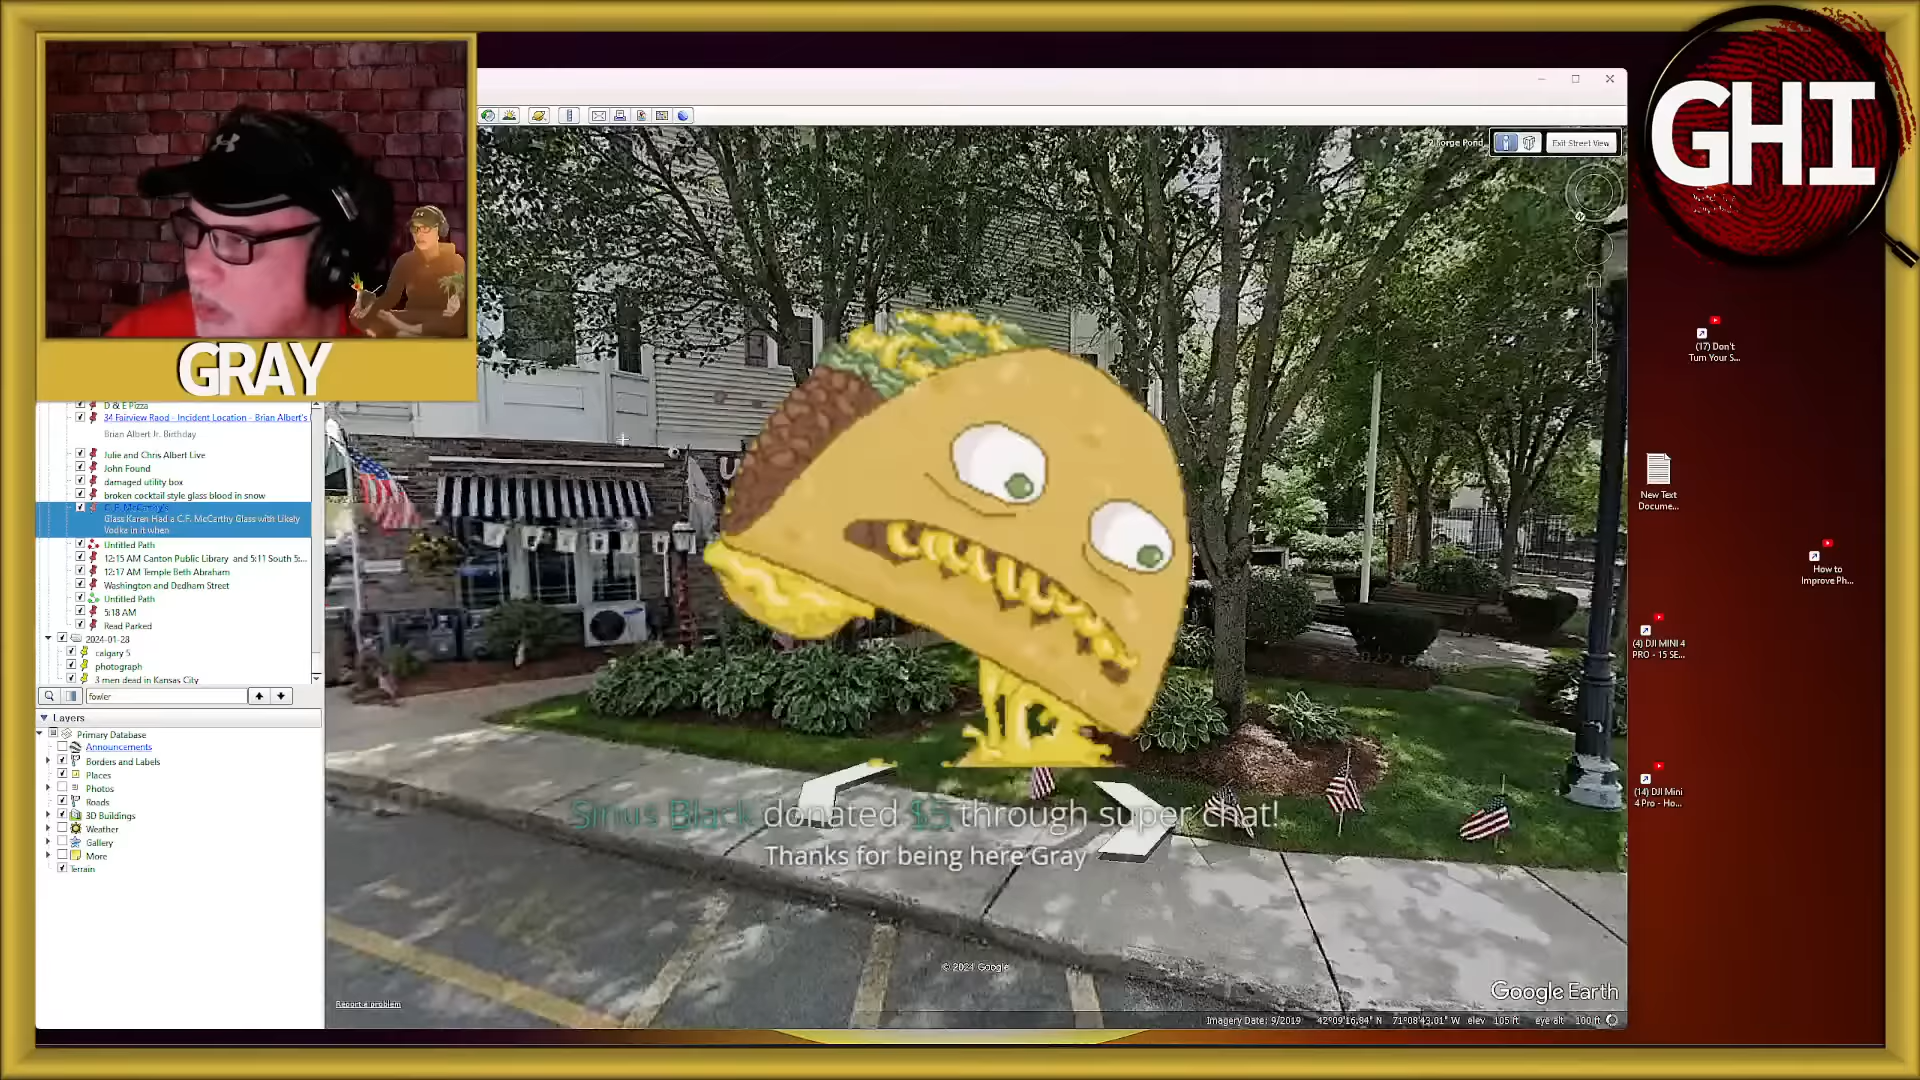 GHI
GRAY
D & E Pizza
34 Fairview Raod - Incident Location - Brian Albert's
Brian Albert Jr. Birthday
Julie and Chris Albert Live
John Found
damaged utility box
broken cocktail style glass blood in snow
C.F. McCarthy's
Glass Karen Had a C.F. McCarthy Glass with Likely
Vodka in it when
Untitled Path
12:15 AM Canton Public Library and 5:11 South 5:...
12:17 AM Temple Beth Abraham
Washington and Dedham Street
Untitled Path
5:18 AM
Read Parked
2024-01-28
calgary 5
photograph
3 men dead in Kansas City
fowler
Layers
Primary Database
Announcements
Borders and Labels
Places
Photos
Roads
3D Buildings
Weather
Gallery
More
Terrain
Forge Pond
Exit Street View
Sirius Black donated $5 through super chat!
Thanks for being here Gray
© 2024 Google
Report a problem
Google Earth
Imagery Date: 9/2019 42°09'16.84" N 71°08'43.01" W elev 105 ft eye alt 100 ft
(17) Don't
Turn Your S...
New Text
Docume...
How to
Improve Ph...
(4) DJI MINI 4
PRO - 15 SE...
(14) DJI Mini
4 Pro - Ho...